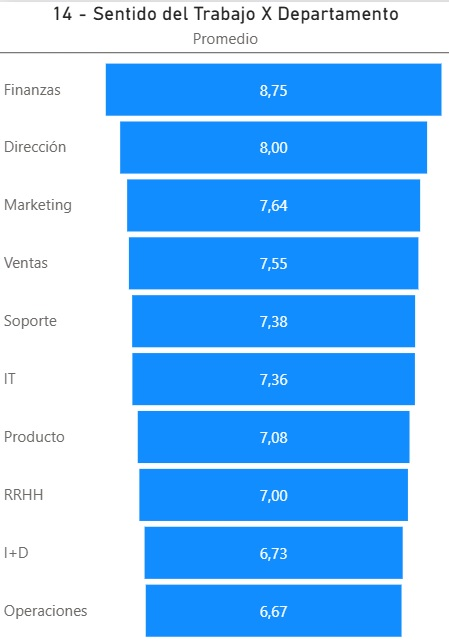 14 - Sentido del Trabajo X Departamento
Promedio
Finanzas 8,75
Dirección 8,00
Marketing 7,64
Ventas 7,55
Soporte 7,38
IT 7,36
Producto 7,08
RRHH 7,00
I+D 6,73
Operaciones 6,67